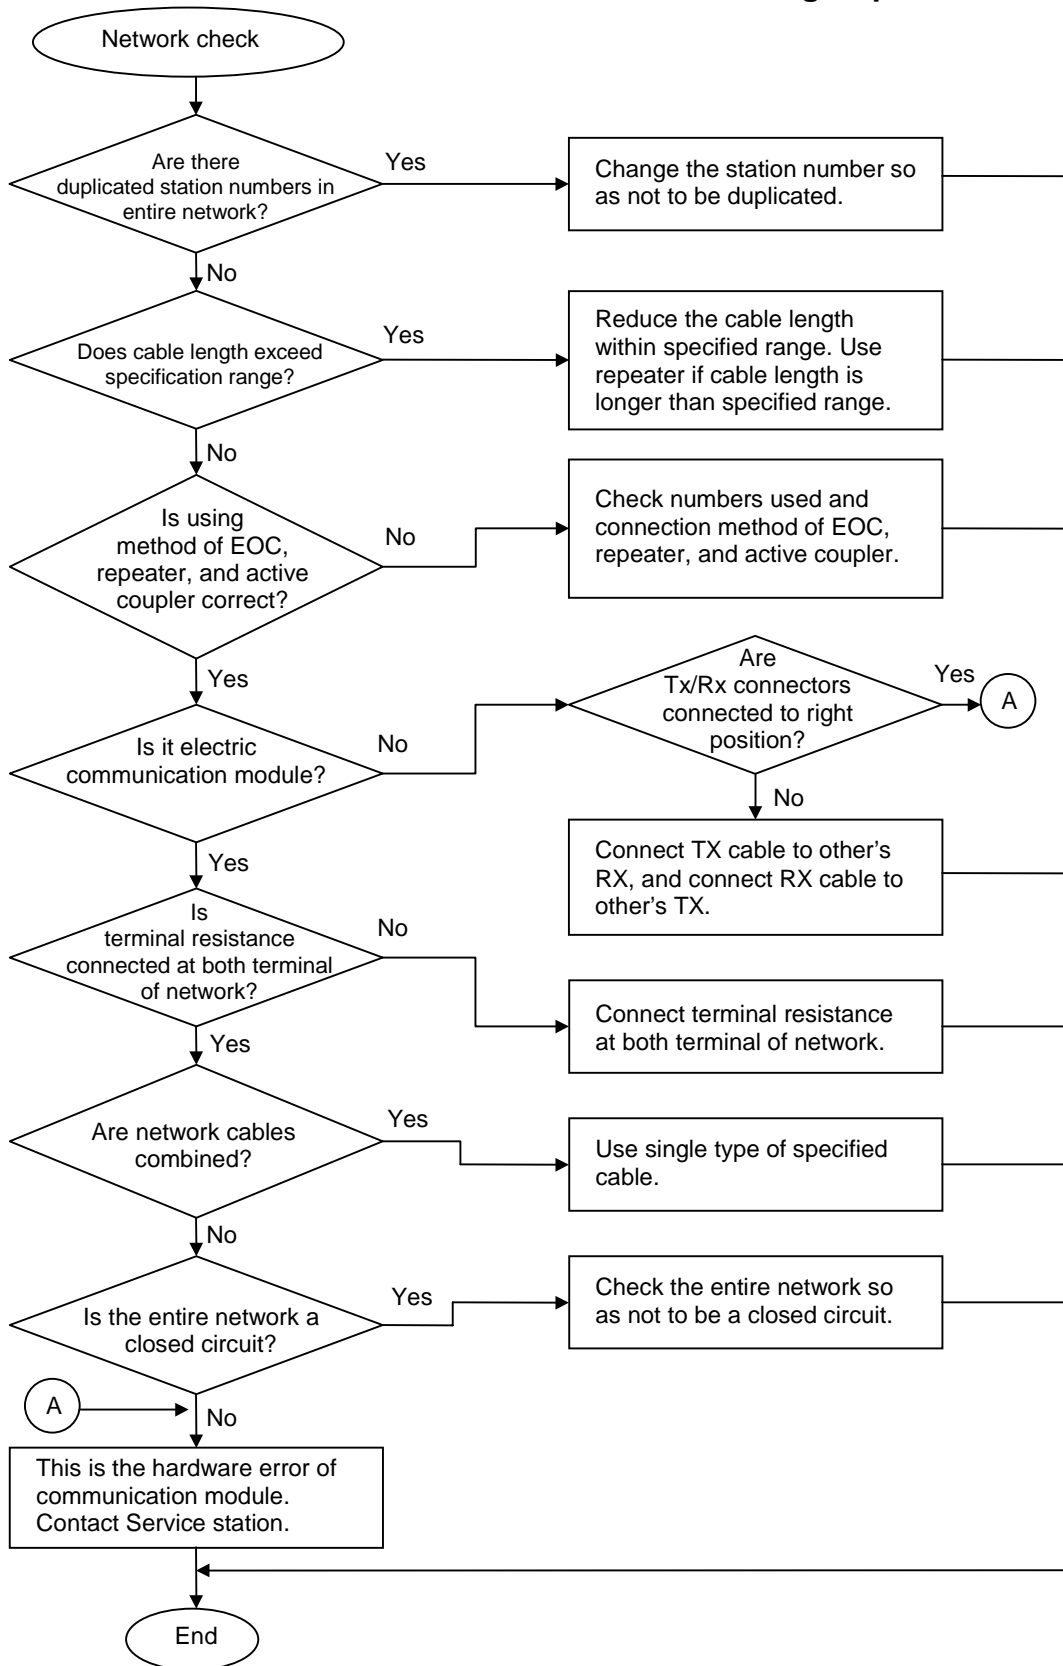 Network check
Are there
duplicated station numbers in
entire network?
Yes
Change the station number so
as not to be duplicated.
No
Does cable length exceed
specification range?
Yes
Reduce the cable length
within specified range. Use
repeater if cable length is
longer than specified range.
No
Is using
method of EOC,
repeater, and active
coupler correct?
No
Check numbers used and
connection method of EOC,
repeater, and active coupler.
Yes
Is it electric
communication module?
No
Are
Tx/Rx connectors
connected to right
position?
Yes
A
No
Connect TX cable to other's
RX, and connect RX cable to
other's TX.
Yes
Is
terminal resistance
connected at both terminal
of network?
No
Connect terminal resistance
at both terminal of network.
Yes
Are network cables
combined?
Yes
Use single type of specified
cable.
No
Is the entire network a
closed circuit?
Yes
Check the entire network so
as not to be a closed circuit.
A
No
This is the hardware error of
communication module.
Contact Service station.
End